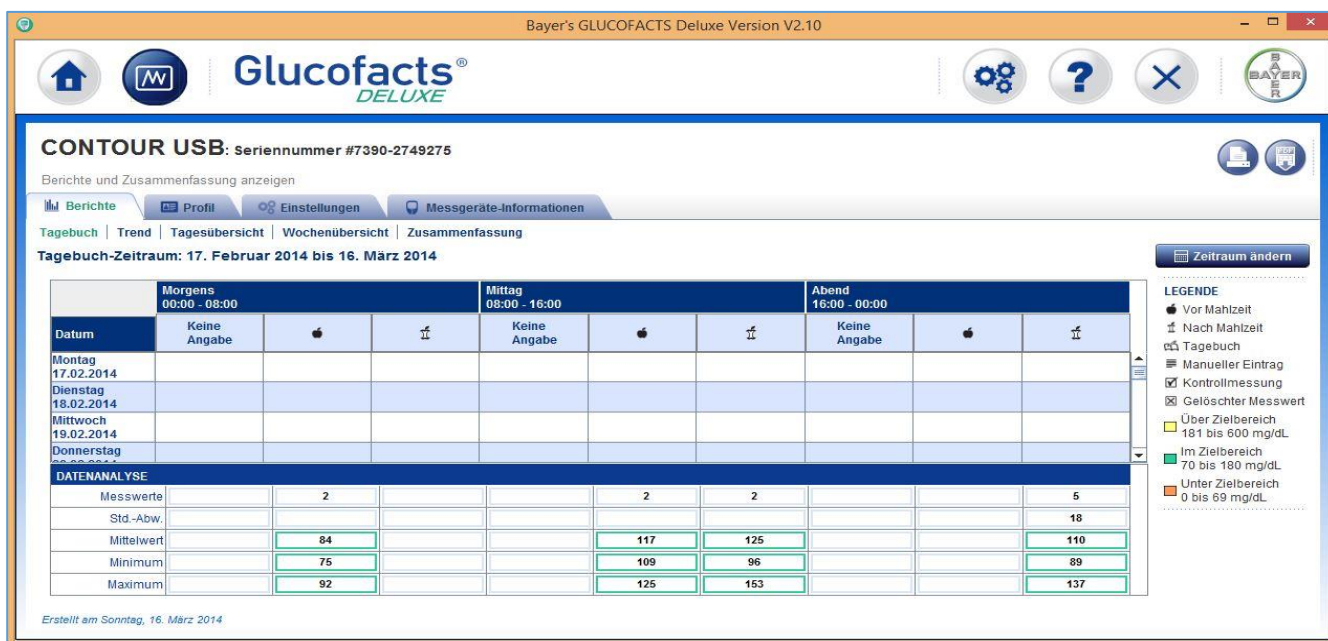 Bayer's GLUCOFACTS Deluxe Version V2.10
Glucofacts®
DELUXE
BAYER
BAYER
CONTOUR USB: Seriennummer #7390-2749275
Berichte und Zusammenfassung anzeigen
Berichte Profil Einstellungen Messgeräte-Informationen
Tagebuch | Trend | Tagesübersicht | Wochenübersicht | Zusammenfassung
Tagebuch-Zeitraum: 17. Februar 2014 bis 16. März 2014
Zeitraum ändern
Morgens Mittag Abend
00:00 - 08:00 08:00 - 16:00 16:00 - 00:00
Datum Keine Angabe Keine Angabe Keine Angabe
Montag
17.02.2014
Dienstag
18.02.2014
Mittwoch
19.02.2014
Donnerstag
DATENANALYSE
Messwerte 2 2 2 5
Std.-Abw. 18
Mittelwert 84 117 125 110
Minimum 75 109 96 89
Maximum 92 125 153 137
LEGENDE
Vor Mahlzeit
Nach Mahlzeit
Tagebuch
Manueller Eintrag
Kontrollmessung
Gelöschter Messwert
Über Zielbereich
181 bis 600 mg/dL
Im Zielbereich
70 bis 180 mg/dL
Unter Zielbereich
0 bis 69 mg/dL
Erstellt am Sonntag, 16. März 2014